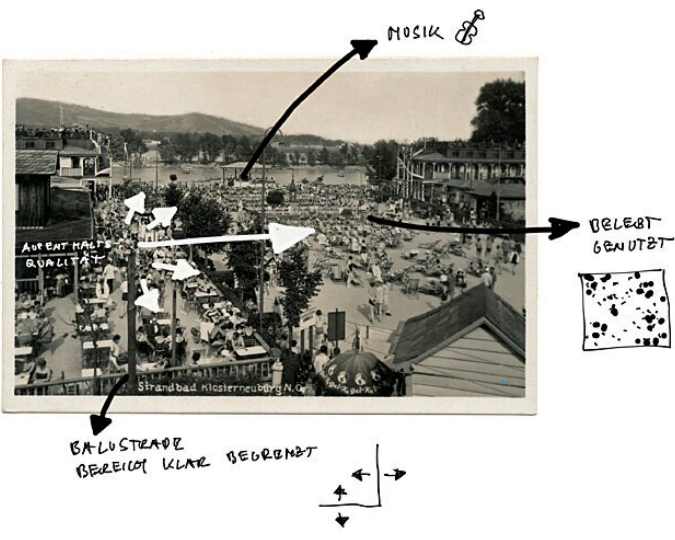 MUSIK
BELEBT
GENUTZT
AUFENTHALTS
QUALITÄT
Strandbad Klosterneuburg N.Ö.
BALUSTRADE
BEREICH KLAR BEGRENZT